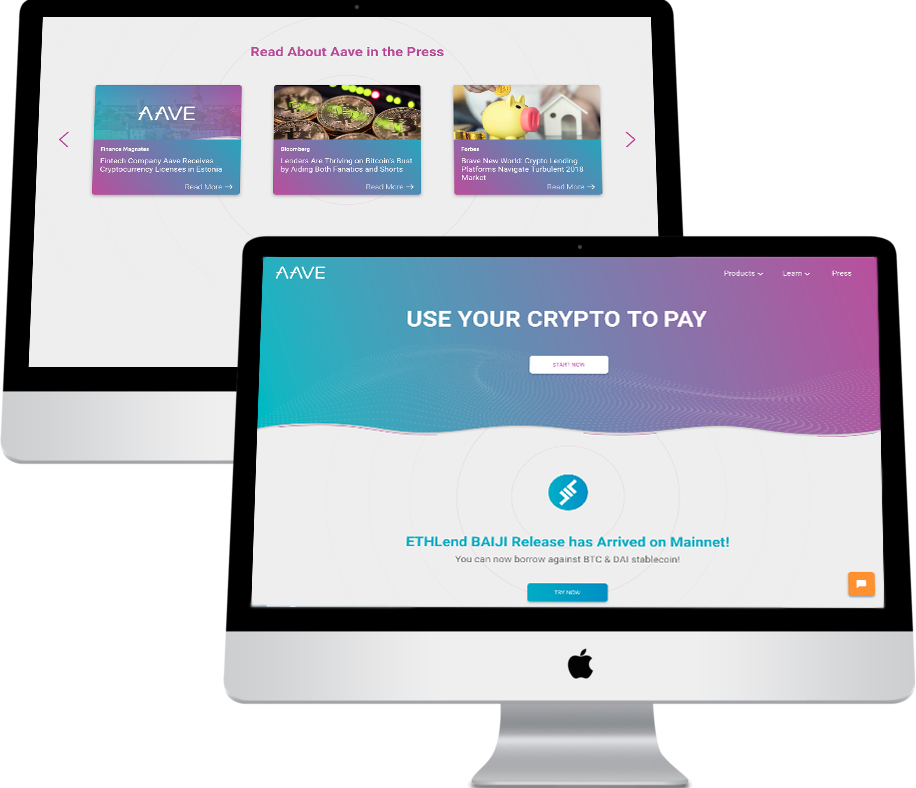 Read About Aave in the Press
AAVE
Finance Magnates
Fintech Company Aave Receives
Cryptocurrency Licenses in Estonia
Read More →
Bloomberg
Lenders Are Thriving on Bitcoin's Bust
by Aiding Both Fanatics and Shorts
Read More →
Forbes
Brave New World: Crypto Lending
Platforms Navigate Turbulent 2018
Market
Read More →
AAVE
Products
Learn
Press
USE YOUR CRYPTO TO PAY
START NOW
ETHLend BAIJI Release has Arrived on Mainnet!
You can now borrow against BTC & DAI stablecoin!
TRY NOW